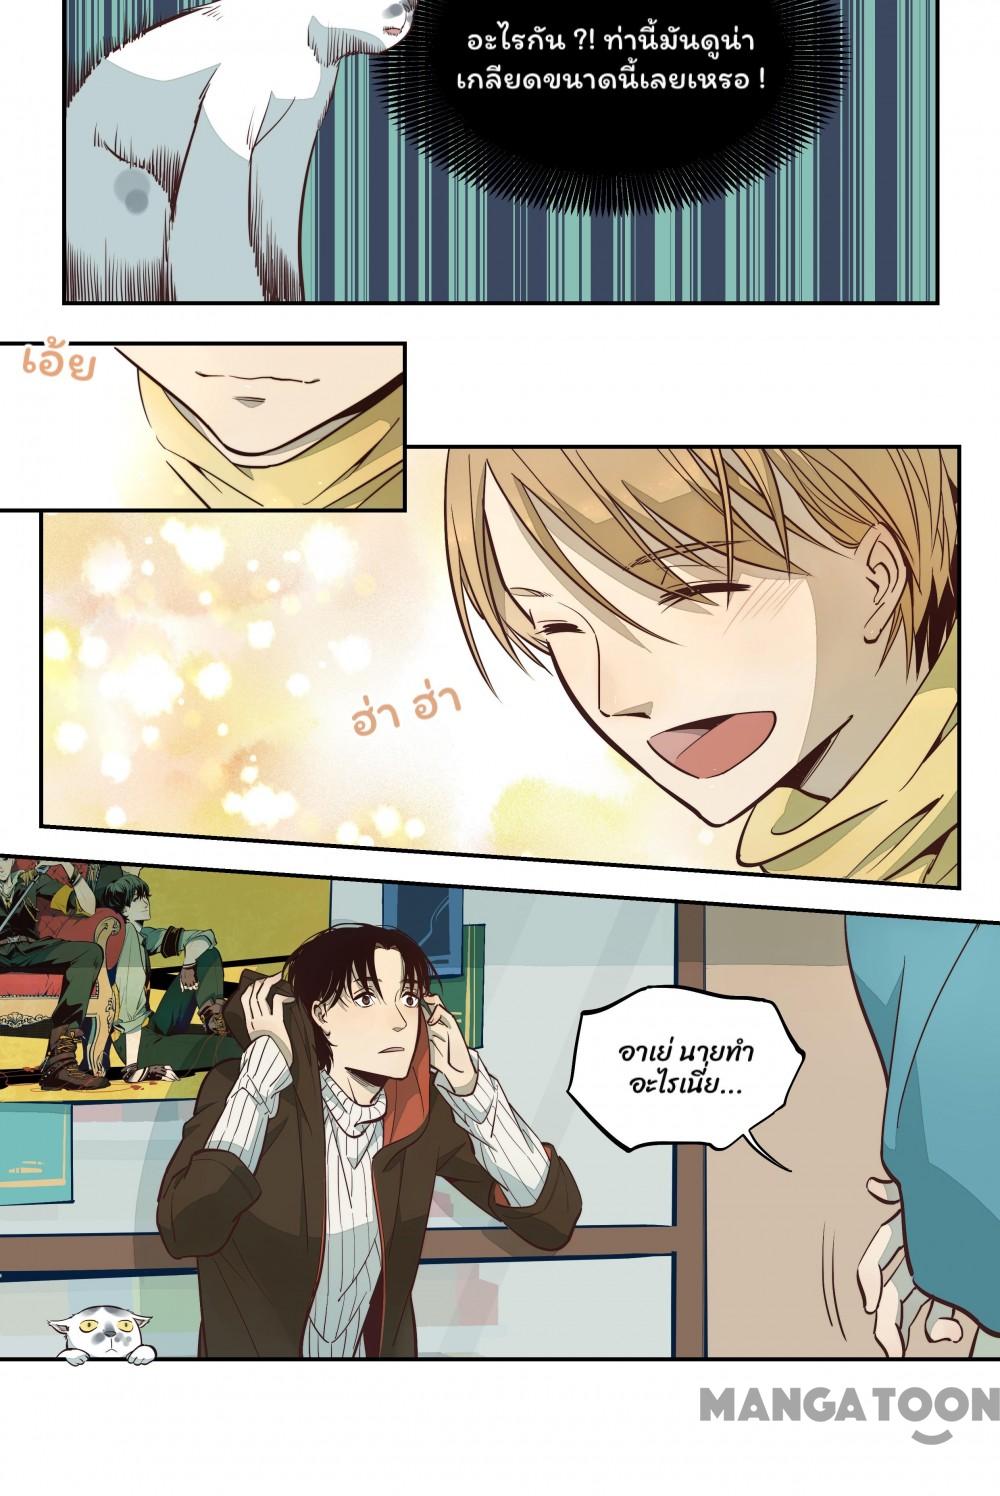 อะไรกัน ?! ท่านี้มันดูน่า
เกลียดขนาดนี้เลยเหรอ !
เอ้ย
ฮ่า ฮ่า
อาเย่ นายทำ
อะไรเนี่ย...
MANGATOON